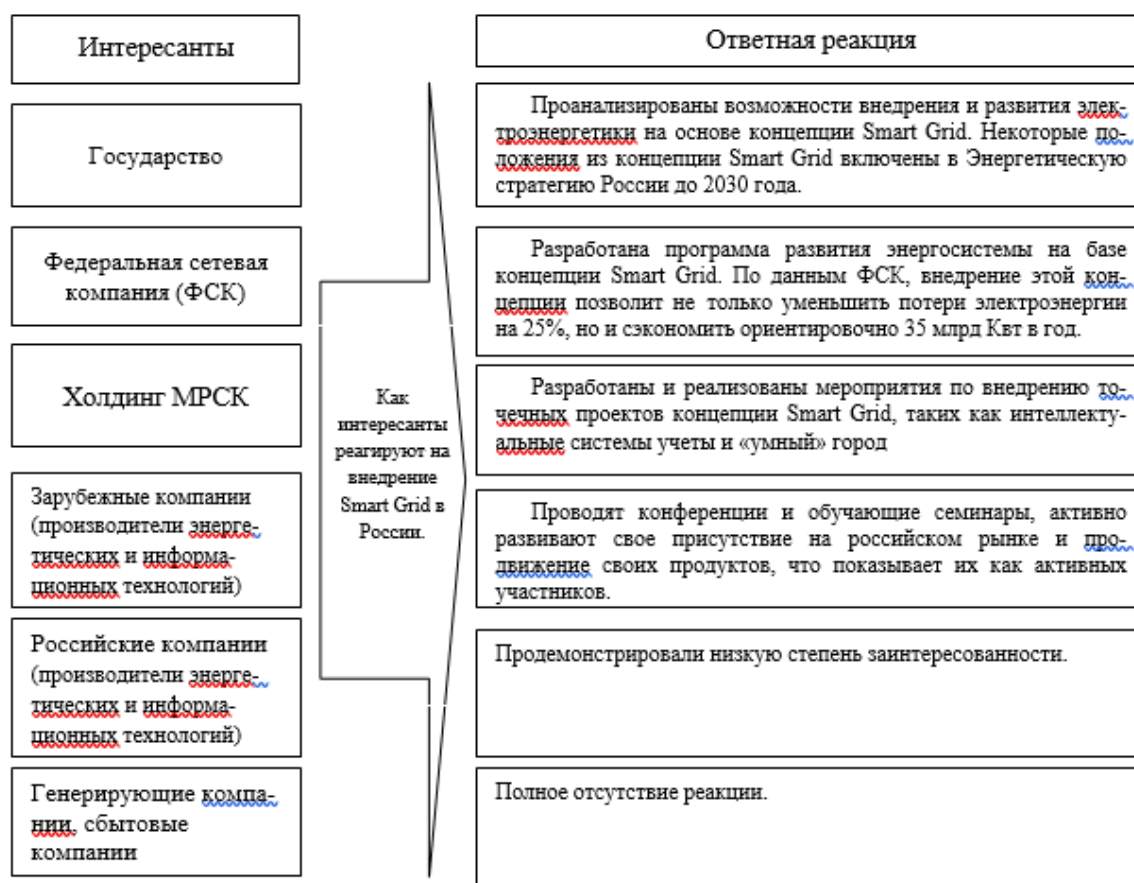 Интересанты
Ответная реакция
Государство
Проанализированы возможности внедрения и развития элек-
троэнергетики на основе концепции Smart Grid. Некоторые по-
ложения из концепции Smart Grid включены в Энергетическую
стратегию России до 2030 года.
Федеральная сетевая
компания (ФСК)
Разработана программа развития энергосистемы на базе
концепции Smart Grid. По данным ФСК, внедрение этой кон-
цепции позволит не только уменьшить потери электроэнергии
на 25%, но и сэкономить ориентировочно 35 млрд Квт в год.
Холдинг МРСК
Разработаны и реализованы мероприятия по внедрению то-
чечных проектов концепции Smart Grid, таких как интеллекту-
альные системы учеты и «умный» город
Как
интересанты
реагируют на
внедрение
Smart Grid в
России.
Зарубежные компании
(производители энерге-
тических и информа-
ционных технологий)
Проводят конференции и обучающие семинары, активно
развивают свое присутствие на российском рынке и про-
движение своих продуктов, что показывает их как активных
участников.
Российские компании
(производители энерге-
тических и информа-
ционных технологий)
Продемонстрировали низкую степень заинтересованности.
Генерирующие компа-
нии, сбытовые
компании
Полное отсутствие реакции.